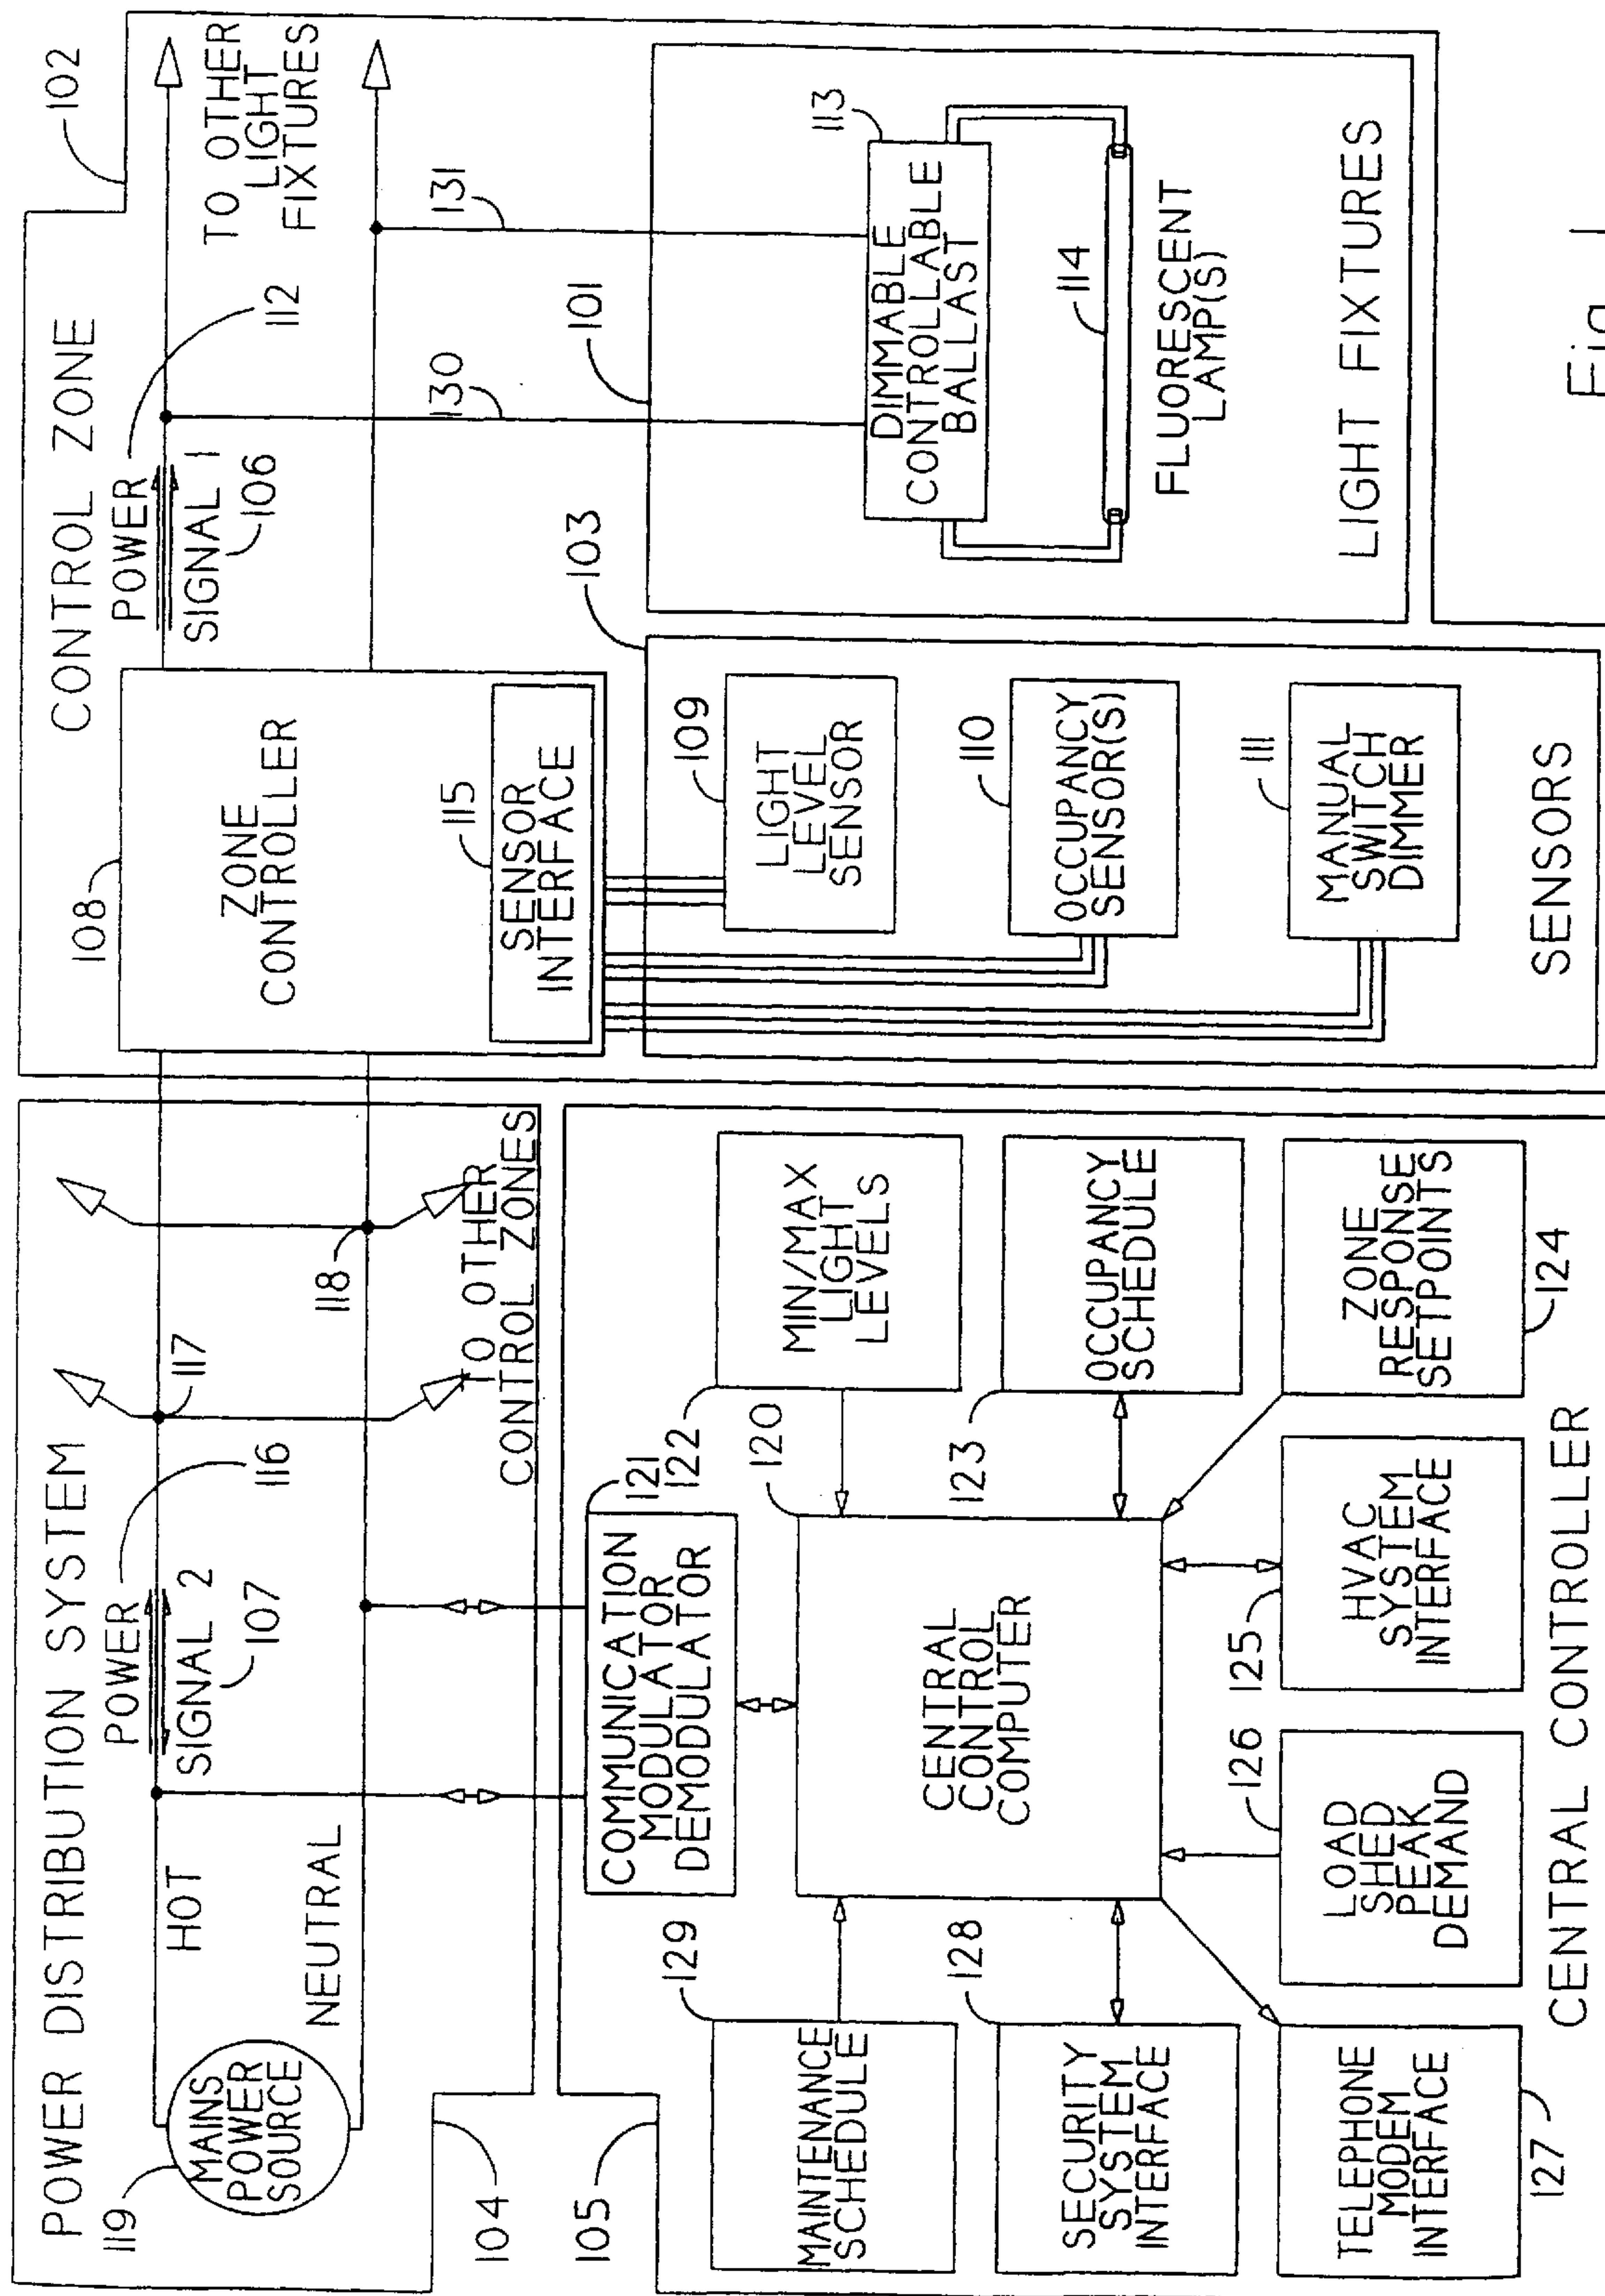 POWER DISTRIBUTION SYSTEM
119
MAINS
POWER
SOURCE
HOT
NEUTRAL
POWER
116
SIGNAL 2
107
117
118
TO OTHER
CONTROL ZONES
104
CONTROL ZONE
102
108
ZONE
CONTROLLER
115
SENSOR
INTERFACE
POWER
112
SIGNAL 1
106
TO OTHER
LIGHT
FIXTURES
130
131
101
103
109
LIGHT
LEVEL
SENSOR
110
OCCUPANCY
SENSOR(S)
111
MANUAL
SWITCH
DIMMER
SENSORS
113
DIMMABLE
CONTROLLABLE
BALLAST
114
FLUORESCENT
LAMP(S)
LIGHT FIXTURES
105
129
MAINTENANCE
SCHEDULE
128
SECURITY
SYSTEM
INTERFACE
TELEPHONE
MODEM
INTERFACE
127
121
COMMUNICATION
MODULATOR
DEMODULATOR
120
CENTRAL
CONTROL
COMPUTER
122
MIN/MAX
LIGHT
LEVELS
123
OCCUPANCY
SCHEDULE
ZONE
RESPONSE
SETPOINTS
124
126
LOAD
SHED
PEAK
DEMAND
125
HVAC
SYSTEM
INTERFACE
CENTRAL CONTROLLER